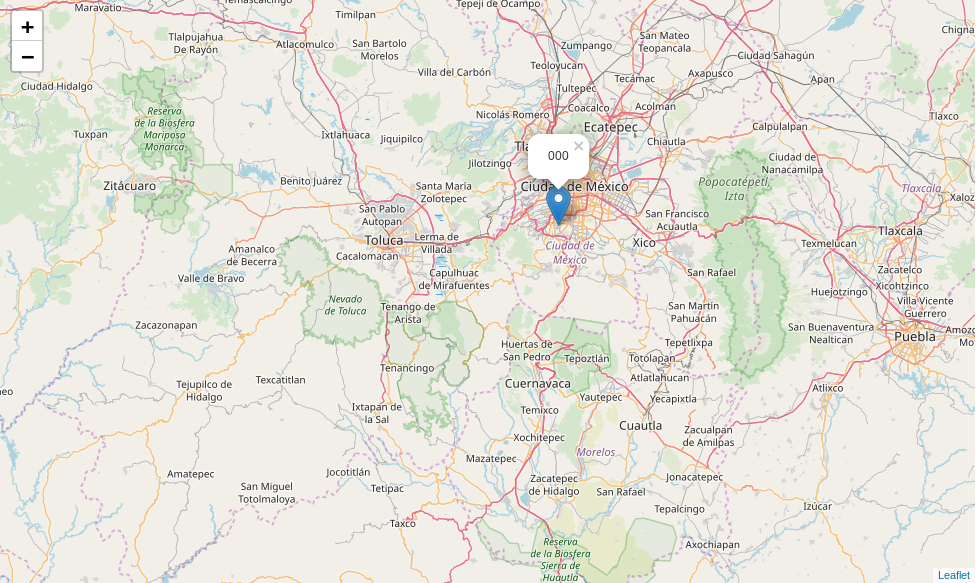 Temascalcingo
Tepeji de Ocampo
Maravatio
Timilpan
+
−
San Mateo
Teopancala
Chigna
Tlalpujahua
De Rayón
Atlacomulco
San Bartolo
Morelos
Zumpango
Ciudad Sahagún
Teoloyucan
Villa del Carbón
Tecámac
Axapusco
Apan
Ciudad Hidalgo
Tultepec
Coacalco
Acolman
Reserva
de la Biosfera
Mariposa
Monarca
Nicolás Romero
Tlaxco
Tuxpan
Ixtlahuaca
Jiquipilco
Ecatepec
Calpulalpan
Chiautla
Tla
000
×
Jilotzingo
Ciudad de
Nanacamilpa
Zitácuaro
Benito Juárez
Santa María
Zolotepec
Ciudad de México
Popocatépetl,
Izta
Tlaxcala
Xaloz
San Pablo
Autopan
San Francisco
Acuautla
Toluca
Lerma de
Villada
Ciudad de
México
Xico
Texmelucan
Tlaxcala
Amanalco
de Becerra
Cacalomacan
Valle de Bravo
Capulhuac
de Mirafuentes
San Rafael
Zacatelco
Xicohtzinco
Huejotzingo
Villa Vicente
Guerrero
Nevado
de Toluca
Tenango de
Arista
San Martín
Pahuacán
Zacazonapan
San Buenaventura
Nealtican
Puebla
Amozo
Mo
Huertas de
San Pedro
Tepoztlán
Tepetlixpa
Totolapan
Tenancingo
Atlatlahucan
Cuernavaca
Texcatitlan
Tejupilco de
Hidalgo
neo
Atlixco
Yautepec
Yecapixtla
Ixtapan de
la Sal
Temixco
Cuautla
Zacualpan
de Amilpas
Xochitepec
Morelos
Mazatepec
Amatepec
Jocotitlán
Jonacatepec
San Miguel
Totolmaloya
Tetipac
Zacatepec
de Hidalgo
San Rafael
Tepalcingo
Izúcar
Taxco
Reserva
de la Biosfera
Sierra de
Huautla
Axochiapan
Leaflet